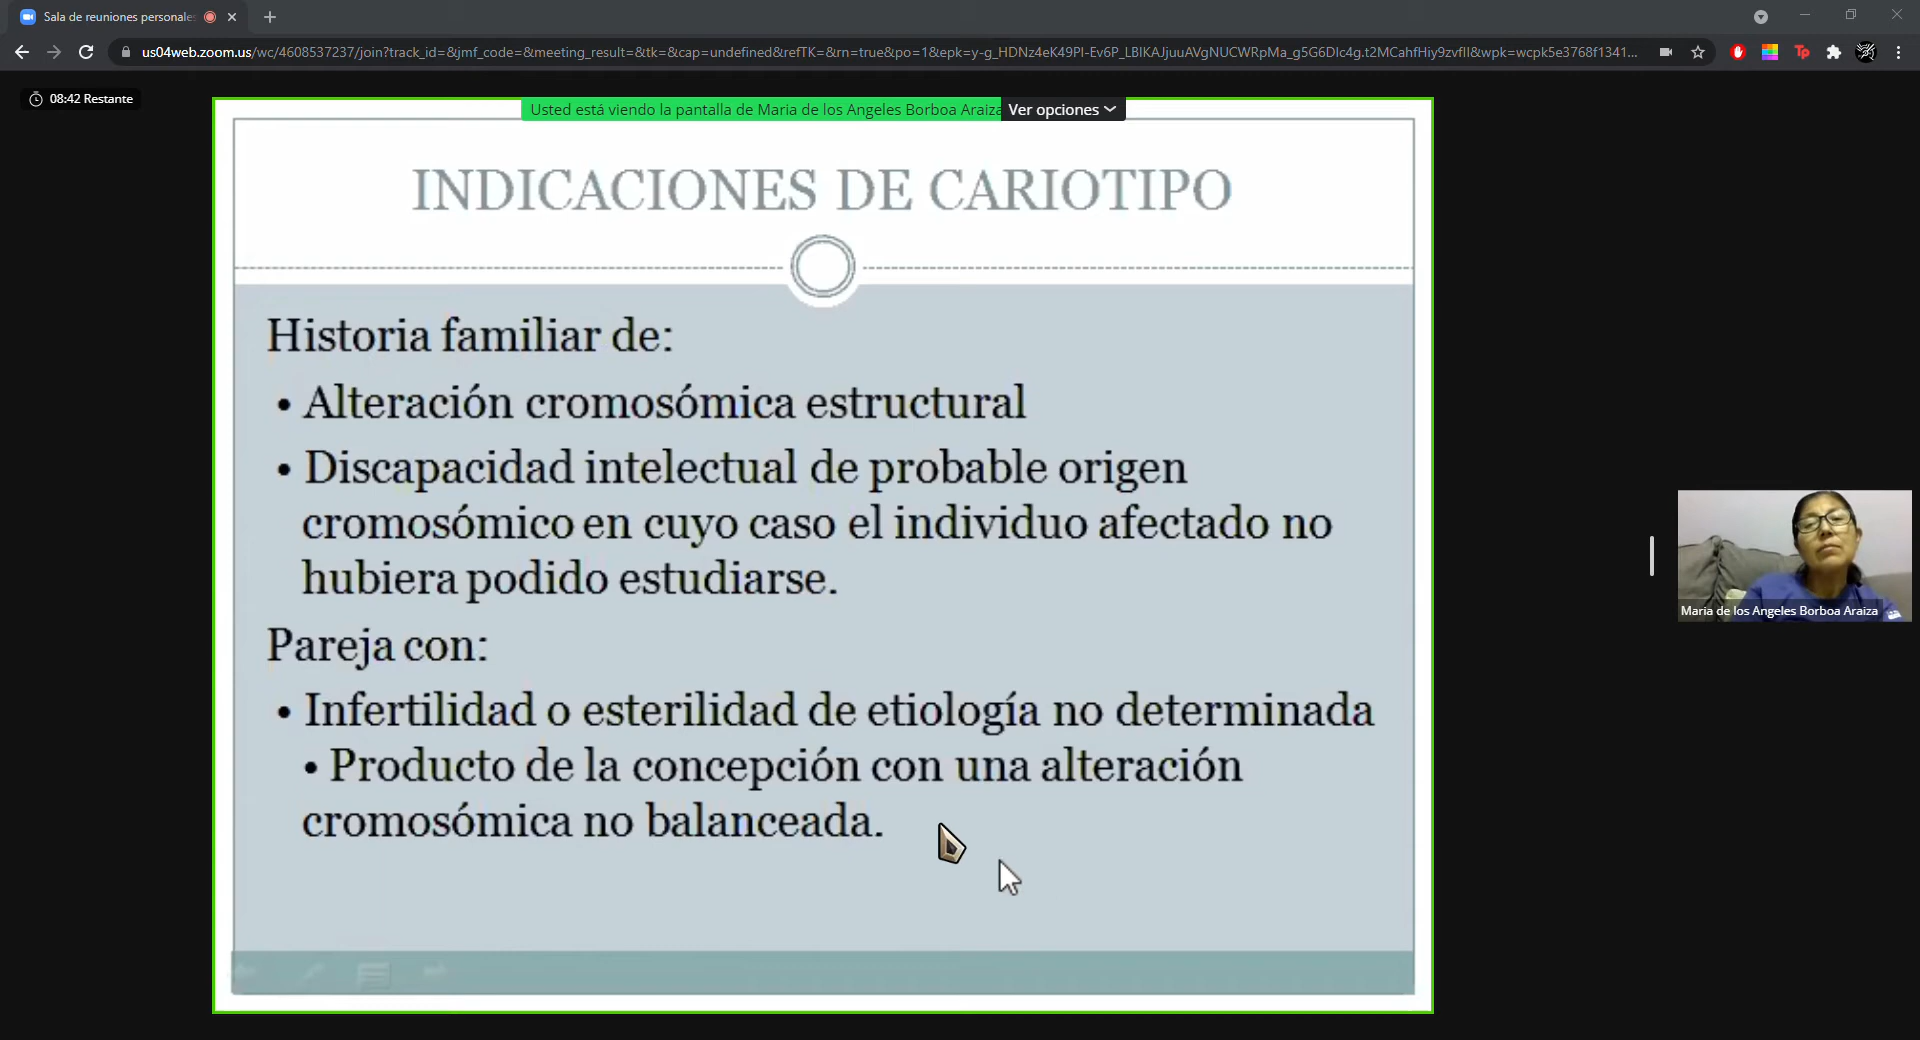 Sala de reuniones personales
us04web.zoom.us/wc/4608537237/join?track_id=&jmf_code=&meeting_result=&tk=&cap=undefined&refTK=&rn=true&po=1&epk=y-g_HDNz4eK49PI-Ev6P_LBIKAJjuuAVgNUCWRpMa_g5G6DIc4g.t2MCahfHiy9zvfII&wpk=wcpk5e3768f1341...
08:42 Restante
Usted está viendo la pantalla de Maria de los Angeles Borboa Araiza
Ver opciones
INDICACIONES DE CARIOTIPO
Historia familiar de:
• Alteración cromosómica estructural
• Discapacidad intelectual de probable origen
cromosómico en cuyo caso el individuo afectado no
hubiera podido estudiarse.
Pareja con:
• Infertilidad o esterilidad de etiología no determinada
• Producto de la concepción con una alteración
cromosómica no balanceada.
Maria de los Angeles Borboa Araiza